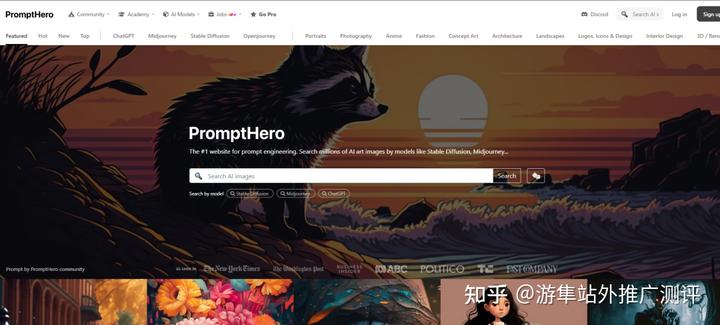 PromptHero Community Academy AI Models Jobs Go Pro Discord Search AI i Log in Sign u
Featured Hot New Top ChatGPT Midjourney Stable Diffusion Openjourney Portraits Photography Anime Fashion Concept Art Architecture Landscapes Logos, Icons & Design Interior Design 3D / Rend
PromptHero
The #1 website for prompt engineering. Search millions of AI art images by models like Stable Diffusion, Midjourney...
Search AI images Search
Search by model Stable Diffusion Midjourney ChatGPT
Prompt by PromptHero community as seen in The New York Times The Washington Post BUSINESS INSIDER ABC POLITICO FAST COMPANY
知乎 @游隼站外推广测评